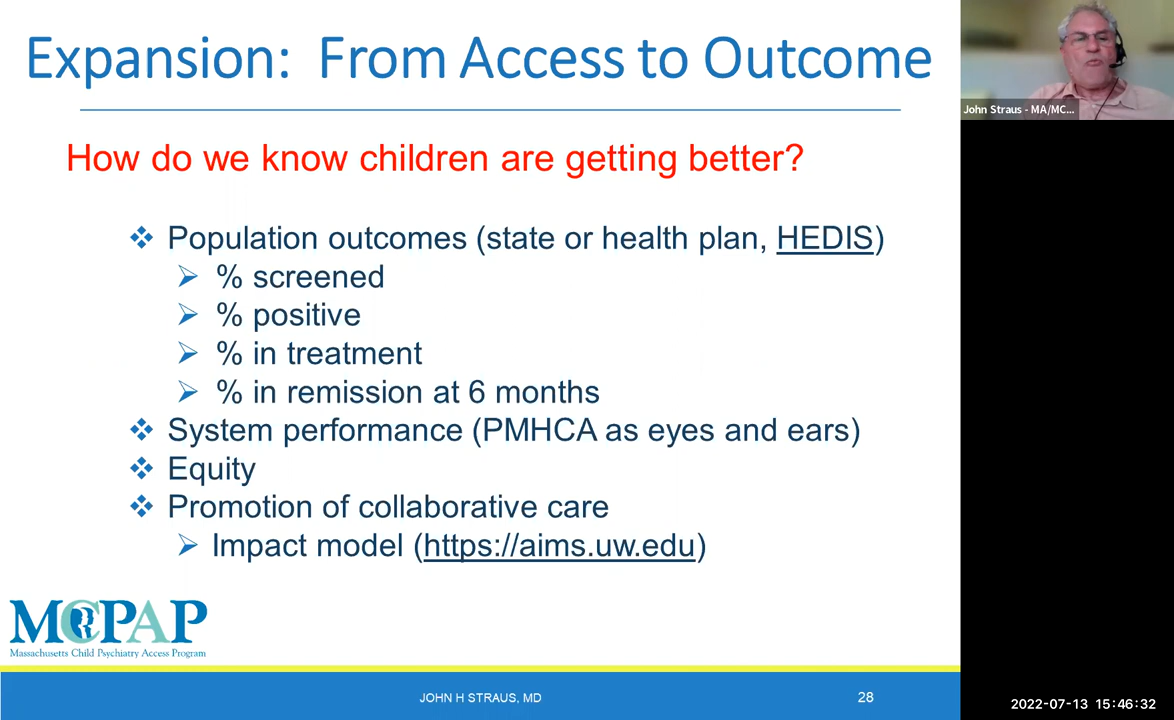 Expansion: From Access to Outcome
How do we know children are getting better?
Population outcomes (state or health plan, HEDIS)
% screened
% positive
% in treatment
% in remission at 6 months
System performance (PMHCA as eyes and ears)
Equity
Promotion of collaborative care
Impact model (https://aims.uw.edu)
MCPAP
Massachusetts Child Psychiatry Access Program
JOHN H STRAUS, MD
28
John Straus - MA/MC...
2022-07-13 15:46:32